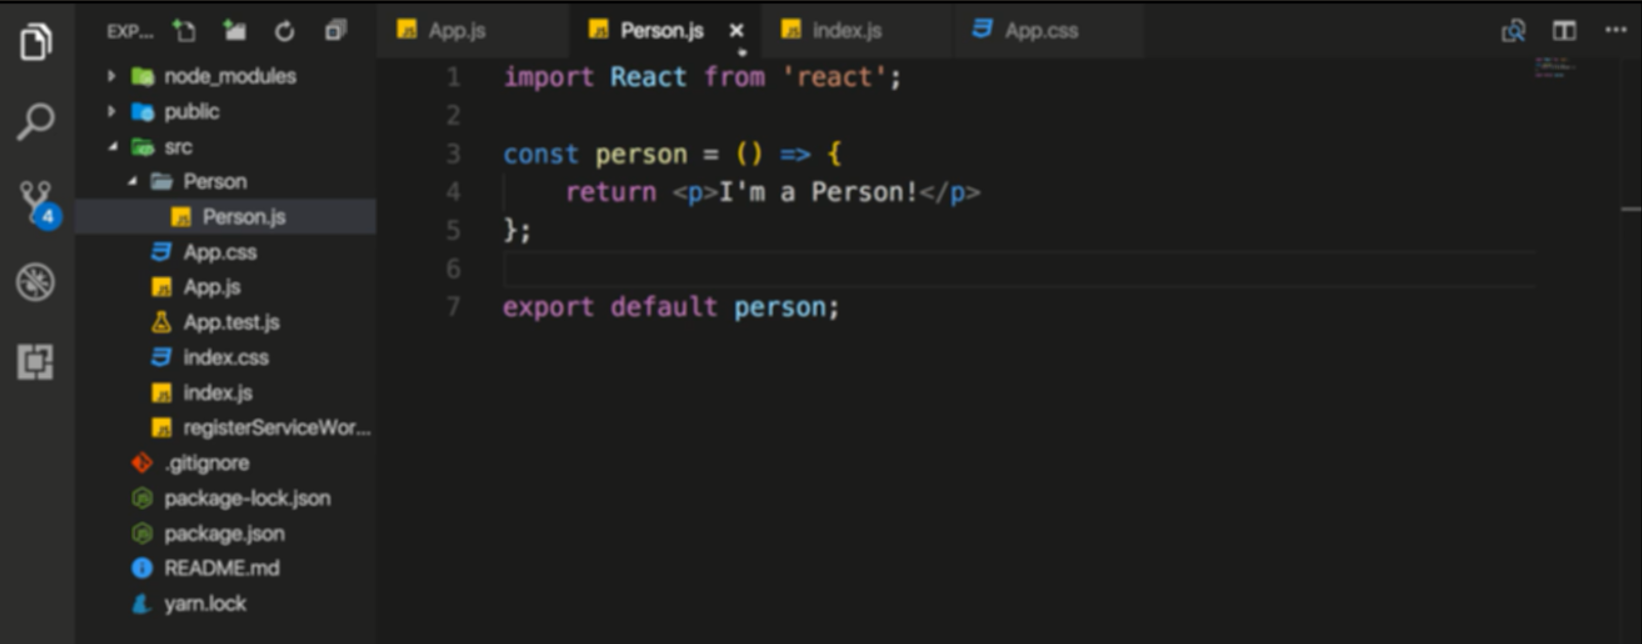 EXP...
node_modules
public
src
Person
Person.js
App.css
App.js
App.test.js
index.css
index.js
registerServiceWor...
.gitignore
package-lock.json
package.json
README.md
yarn.lock
4
App.js
Person.js
index.js
App.css
1 import React from 'react';
2
3 const person = () => {
4 return <p>I'm a Person!</p>
5 };
6
7 export default person;